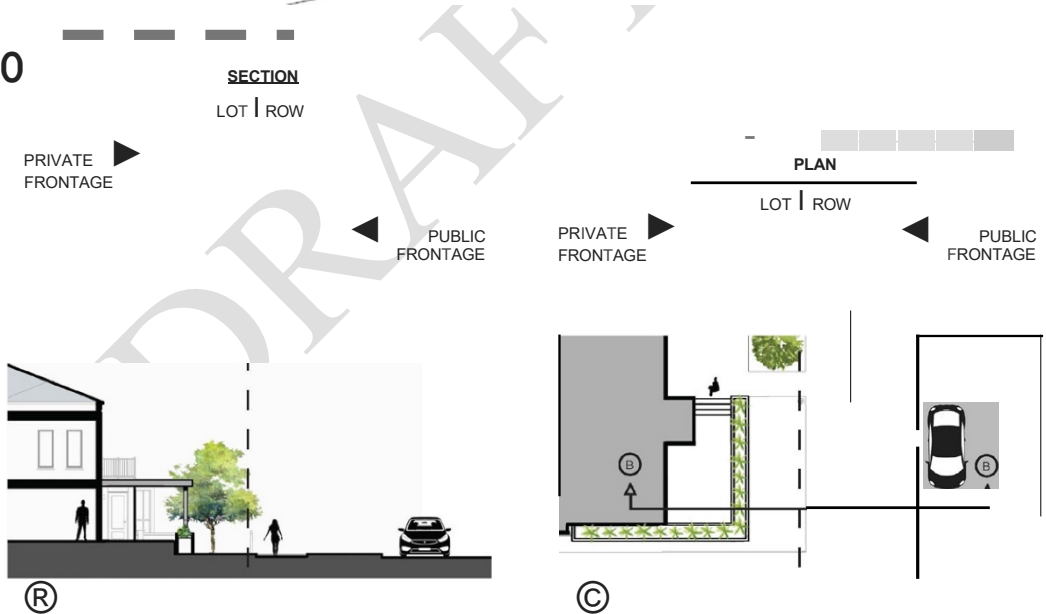 DRAFT
0
SECTION
LOT | ROW
PRIVATE
FRONTAGE
PUBLIC
FRONTAGE
PLAN
LOT | ROW
PRIVATE
FRONTAGE
PUBLIC
FRONTAGE
B
B
®
©